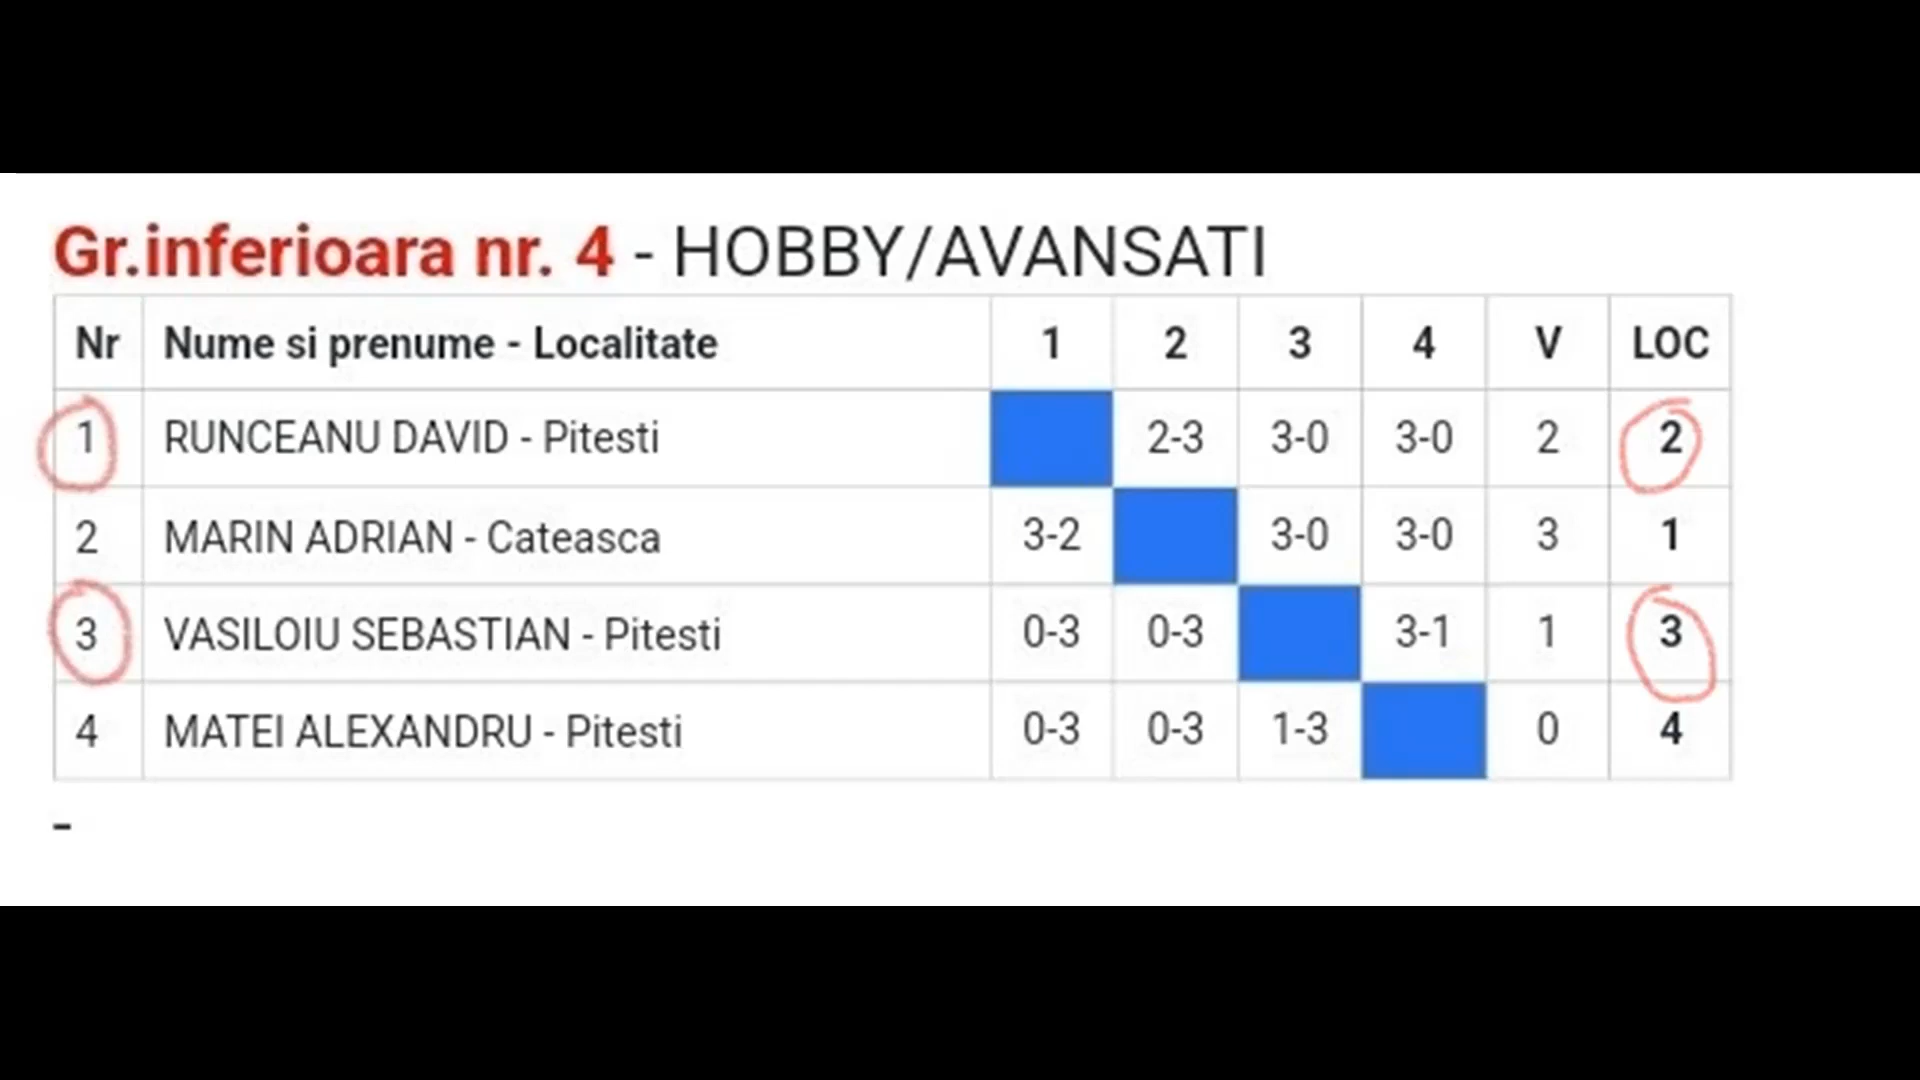 Gr.inferioara nr. 4 - HOBBY/AVANSATI
Nr Nume si prenume - Localitate 1 2 3 4 V LOC
1 RUNCEANU DAVID - Pitesti 2-3 3-0 3-0 2 2
2 MARIN ADRIAN - Cateasca 3-2 3-0 3-0 3 1
3 VASILOIU SEBASTIAN - Pitesti 0-3 0-3 3-1 1 3
4 MATEI ALEXANDRU - Pitesti 0-3 0-3 1-3 0 4
-